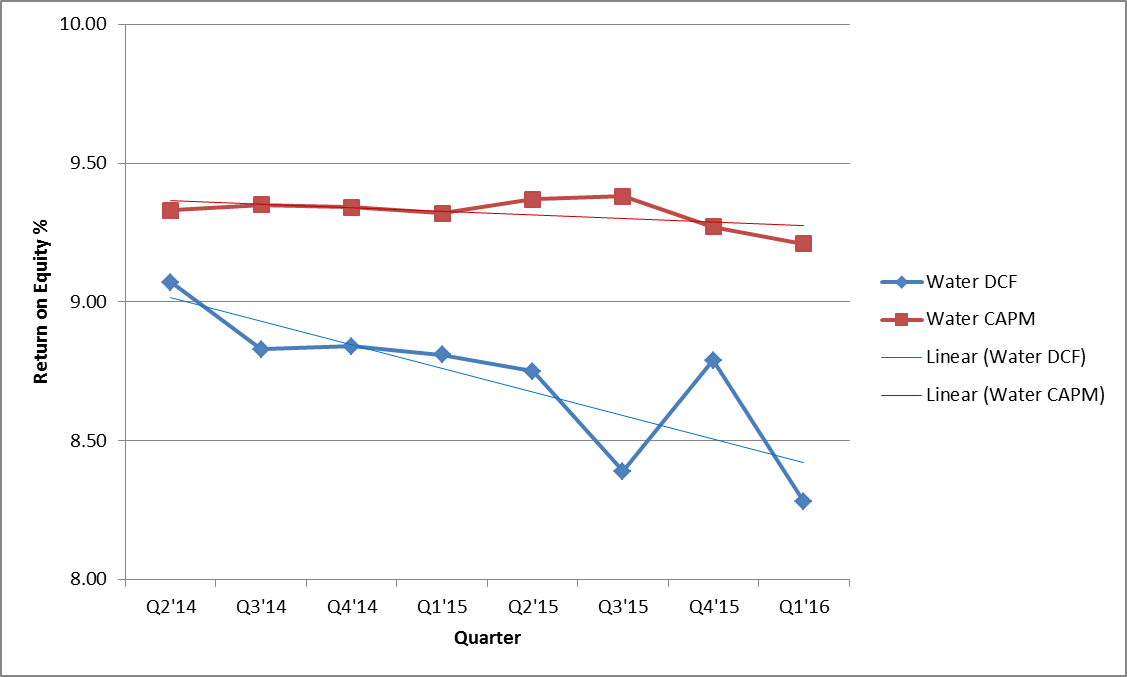 10.00
9.50
9.00
8.50
8.00
Return on Equity %
Q2'14 Q3'14 Q4'14 Q1'15 Q2'15 Q3'15 Q4'15 Q1'16
Quarter
Water DCF
Water CAPM
Linear (Water DCF)
Linear (Water CAPM)